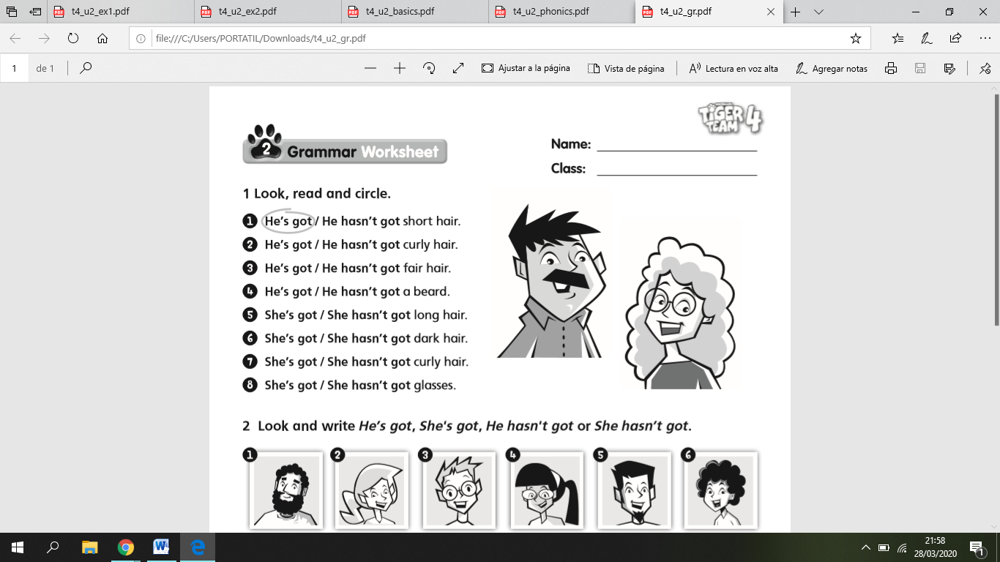 t4_u2_ex1.pdf
t4_u2_ex2.pdf
t4_u2_basics.pdf
t4_u2_phonics.pdf
t4_u2_gr.pdf
file:///C:/Users/PORTATIL/Downloads/t4_u2_gr.pdf
1 de 1
Ajustar a la página
Vista de página
Lectura en voz alta
Agregar notas
TIGER TEAM 4
2 Grammar Worksheet
Name:
Class:
1 Look, read and circle.
1 He's got / He hasn't got short hair.
2 He's got / He hasn't got curly hair.
3 He's got / He hasn't got fair hair.
4 He's got / He hasn't got a beard.
5 She's got / She hasn't got long hair.
6 She's got / She hasn't got dark hair.
7 She's got / She hasn't got curly hair.
8 She's got / She hasn't got glasses.
2 Look and write He's got, She's got, He hasn't got or She hasn't got.
1 2 3 4 5 6
21:58
28/03/2020
1